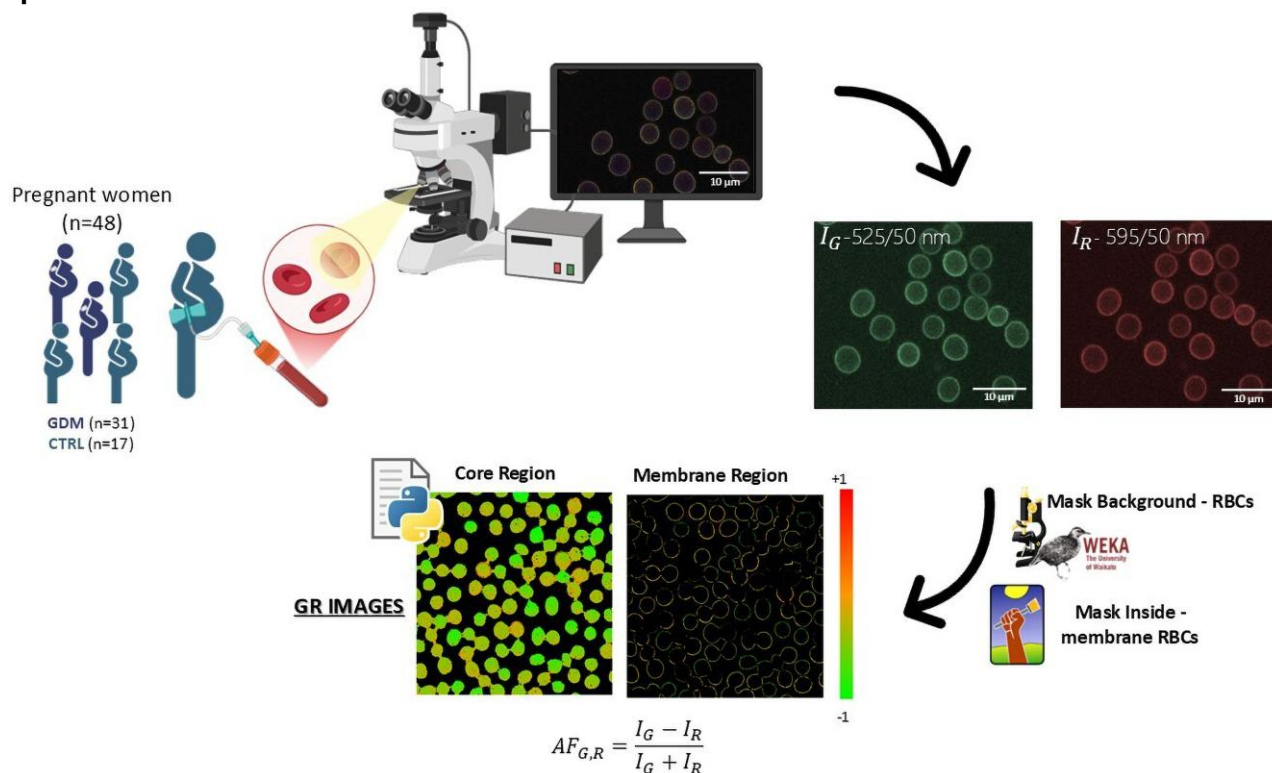 Pregnant women
(n=48)
GDM (n=31)
CTRL (n=17)
10 µm
I_G-525/50 nm
10 µm
I_R- 595/50 nm
10 µm
Core Region
Membrane Region
+1
-1
GR IMAGES
Mask Background - RBCs
WEKA
The University
of Waikato
Mask Inside -
membrane RBCs
AF_{G,R} = \frac{I_G - I_R}{I_G + I_R}